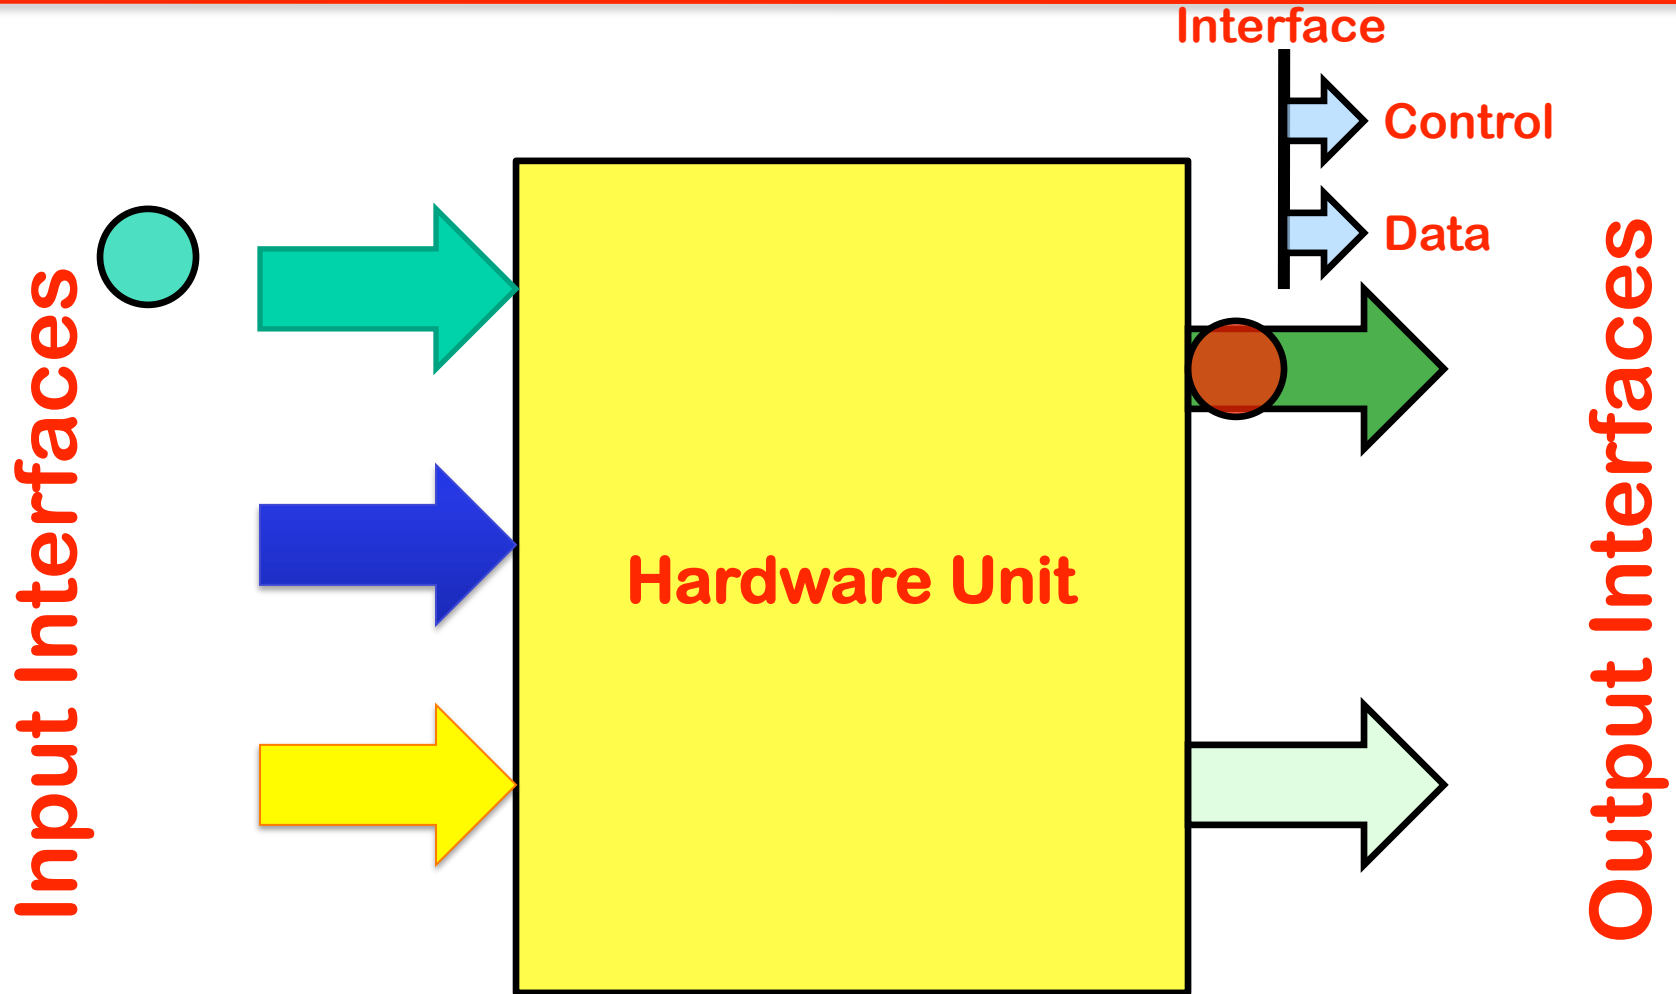 Interface
Control
Data
Input Interfaces
Hardware Unit
Output Interfaces